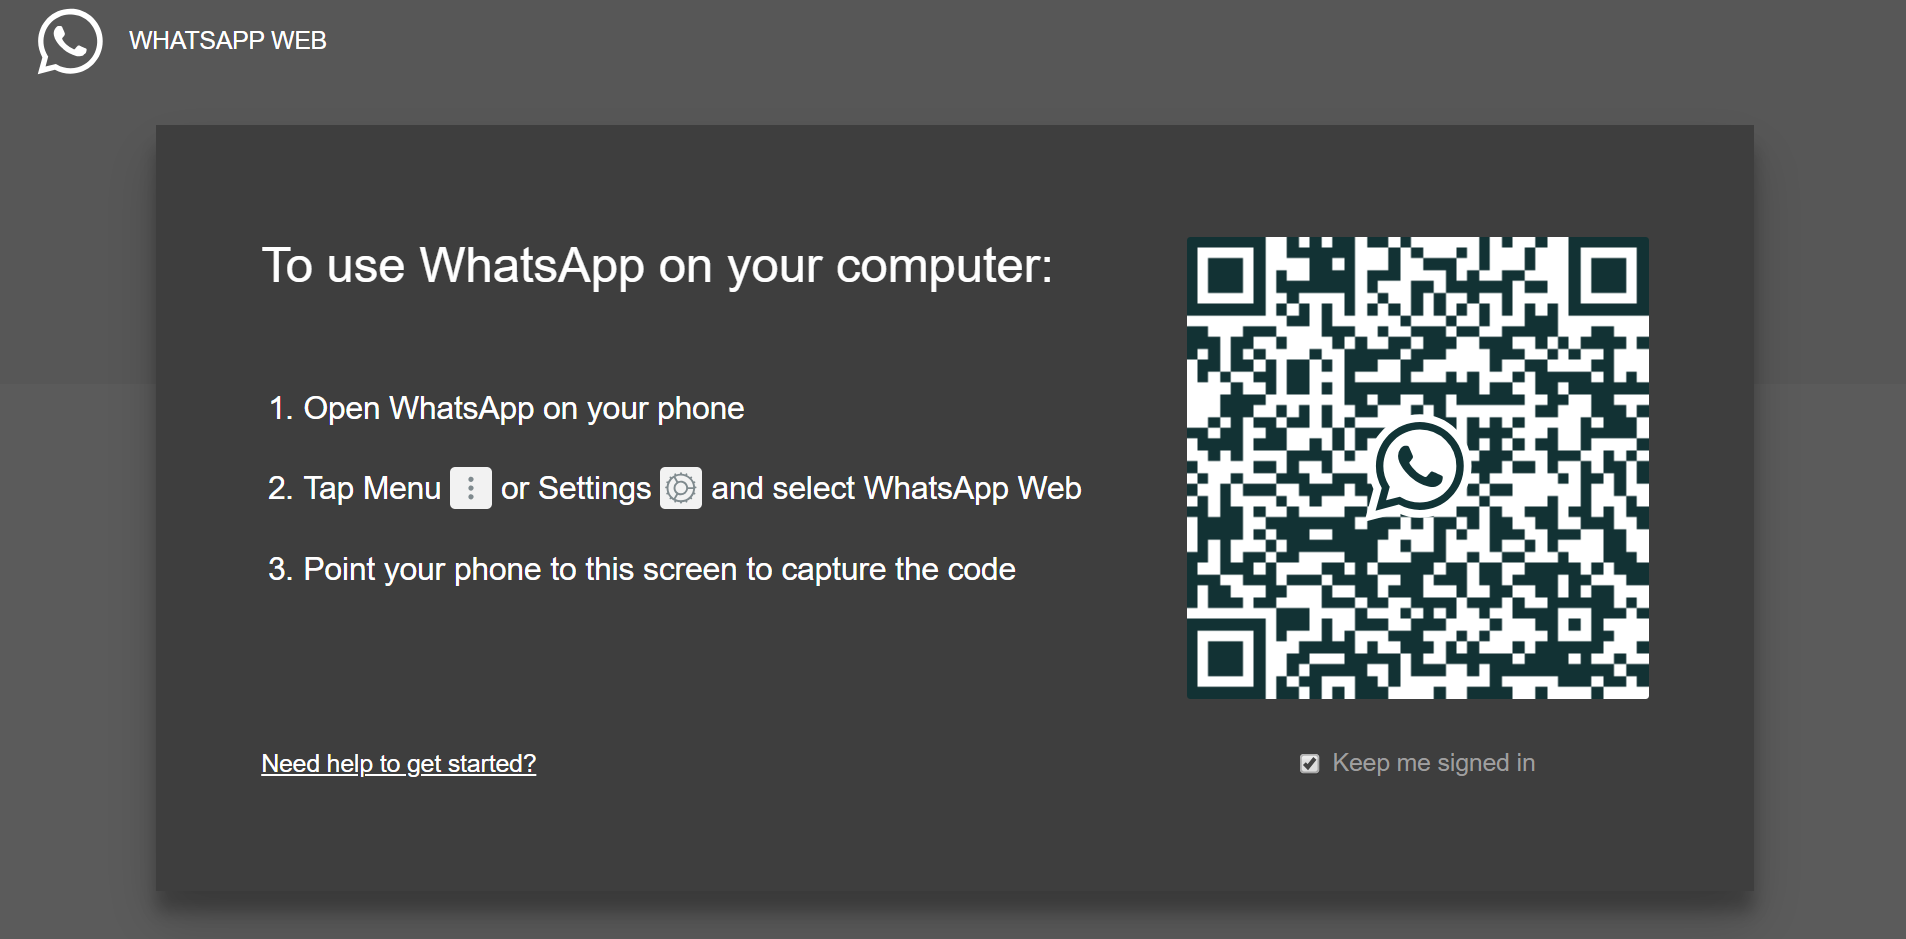 WHATSAPP WEB
To use WhatsApp on your computer:
1. Open WhatsApp on your phone
2. Tap Menu or Settings and select WhatsApp Web
3. Point your phone to this screen to capture the code
Need help to get started?
Keep me signed in